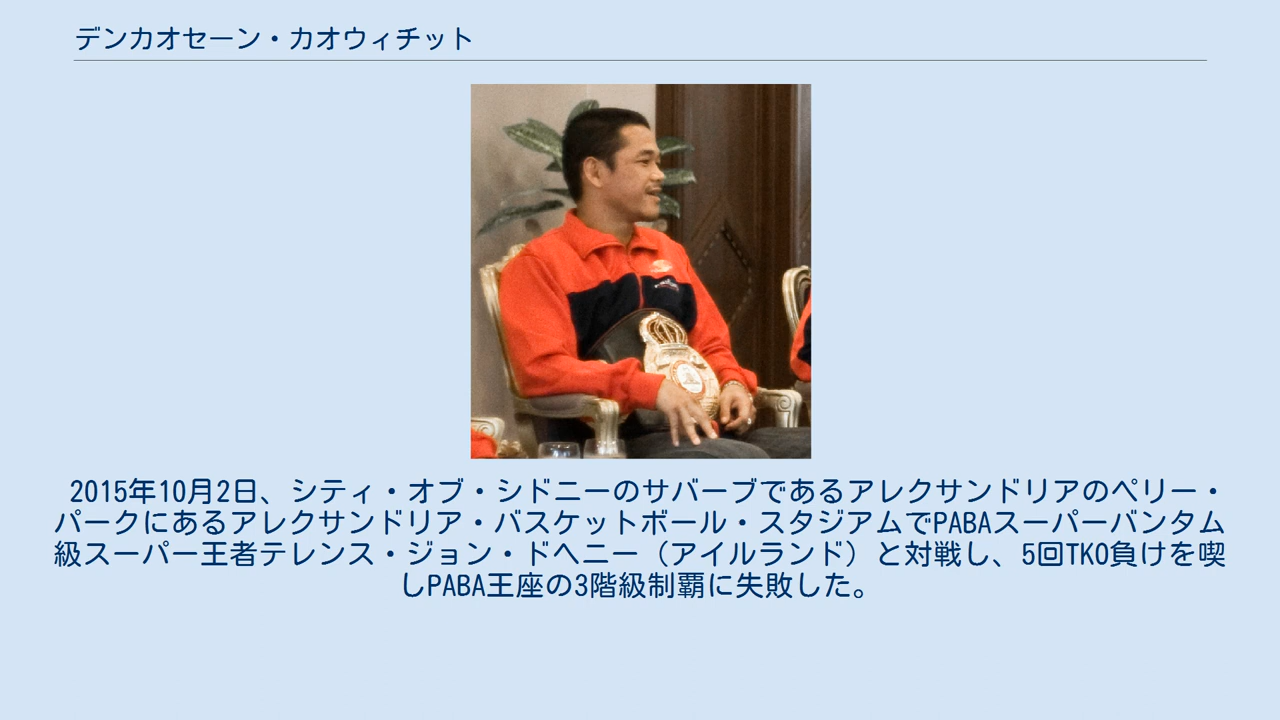 デンカオセーン・カオウィチット
2015年10月2日、シティ・オブ・シドニーのサバーブであるアレクサンドリアのペリー・
パークにあるアレクサンドリア・バスケットボール・スタジアムでPABAスーパーバンタム
級スーパー王者テレンス・ジョン・ドヘニー（アイルランド）と対戦し、5回TKO負けを喫
しPABA王座の3階級制覇に失敗した。